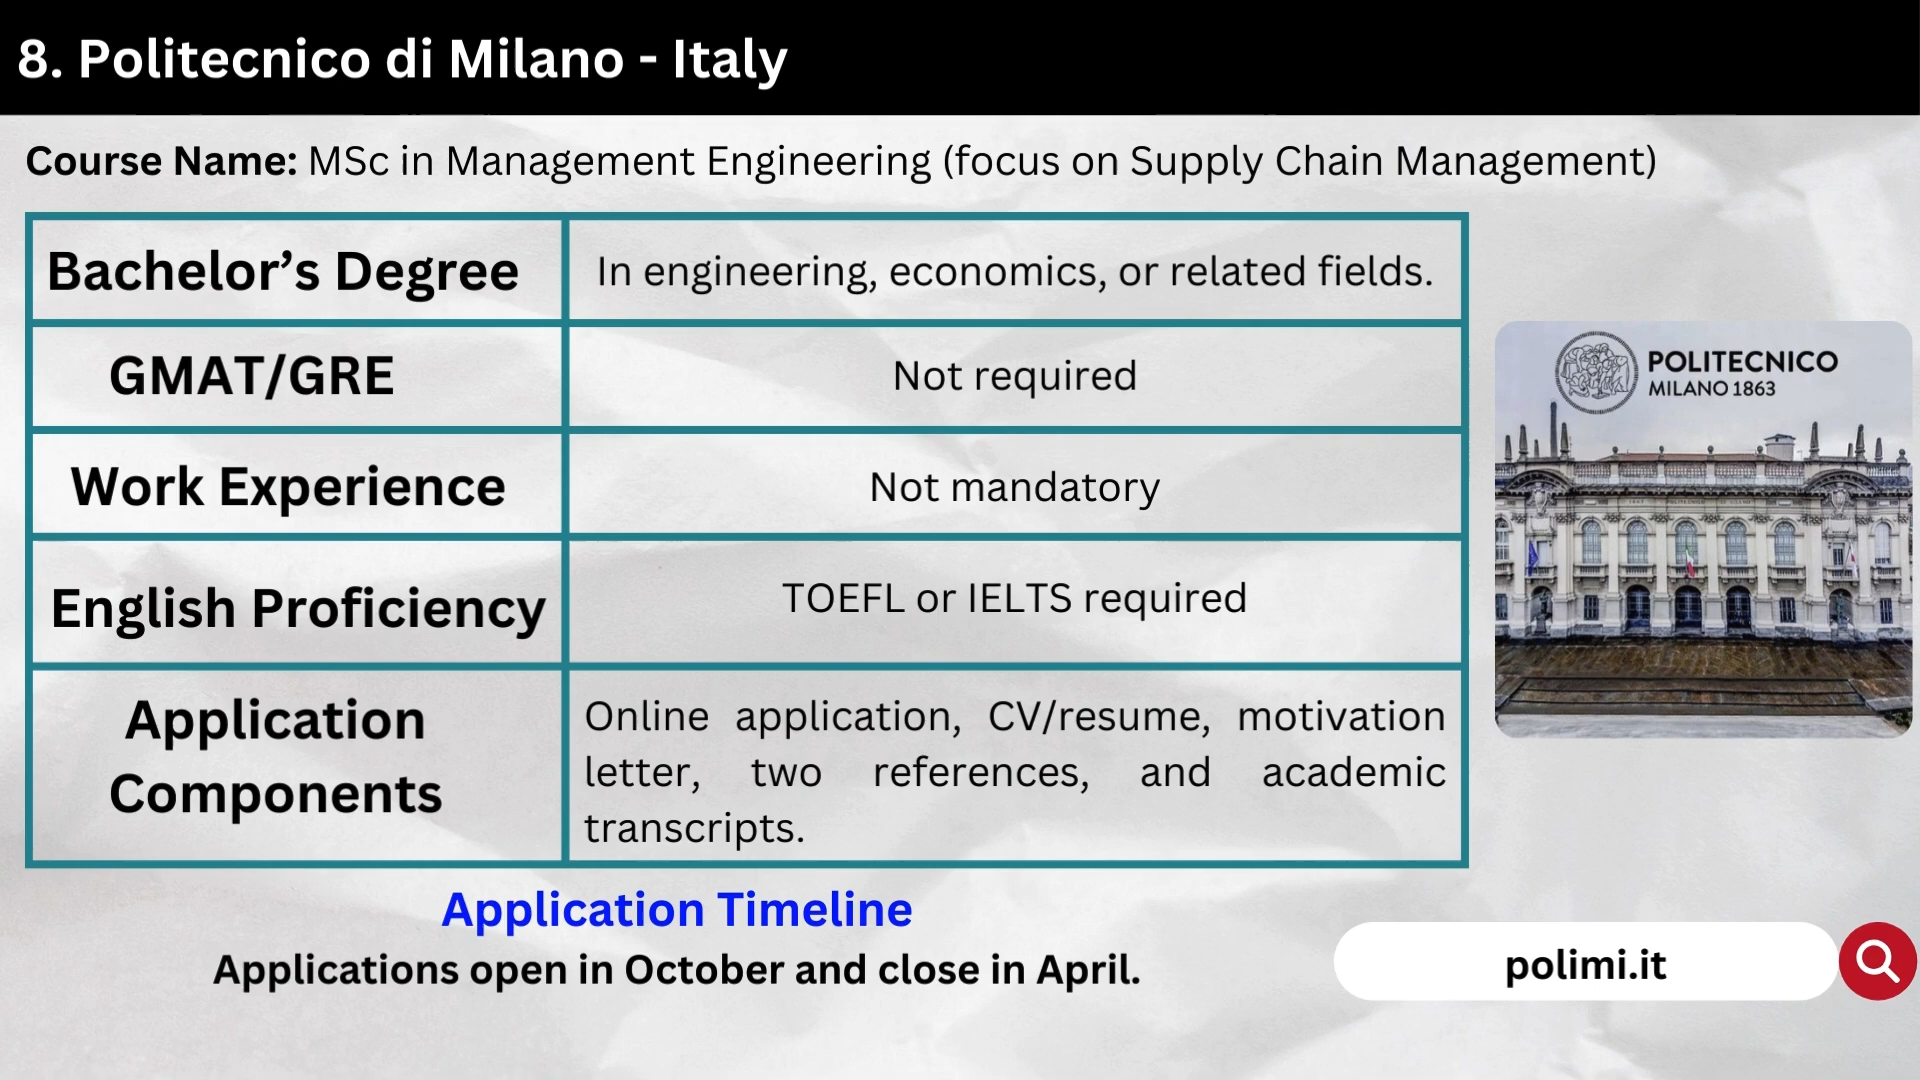 8. Politecnico di Milano - Italy
Course Name: MSc in Management Engineering (focus on Supply Chain Management)
Bachelor’s Degree
In engineering, economics, or related fields.
GMAT/GRE
Not required
Work Experience
Not mandatory
English Proficiency
TOEFL or IELTS required
Application
Components
Online application, CV/resume, motivation
letter, two references, and academic
transcripts.
POLITECNICO
MILANO 1863
Application Timeline
Applications open in October and close in April.
polimi.it